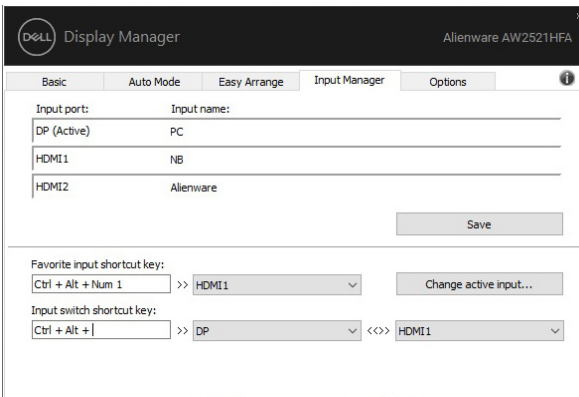 DELL Display Manager Alienware AW2521HFA
Basic Auto Mode Easy Arrange Input Manager Options i
Input port: Input name:
DP (Active) PC
HDMI1 NB
HDMI2 Alienware
Save
Favorite input shortcut key:
Ctrl + Alt + Num 1 >> HDMI1 Change active input...
Input switch shortcut key:
Ctrl + Alt + >> DP <<>> HDMI1